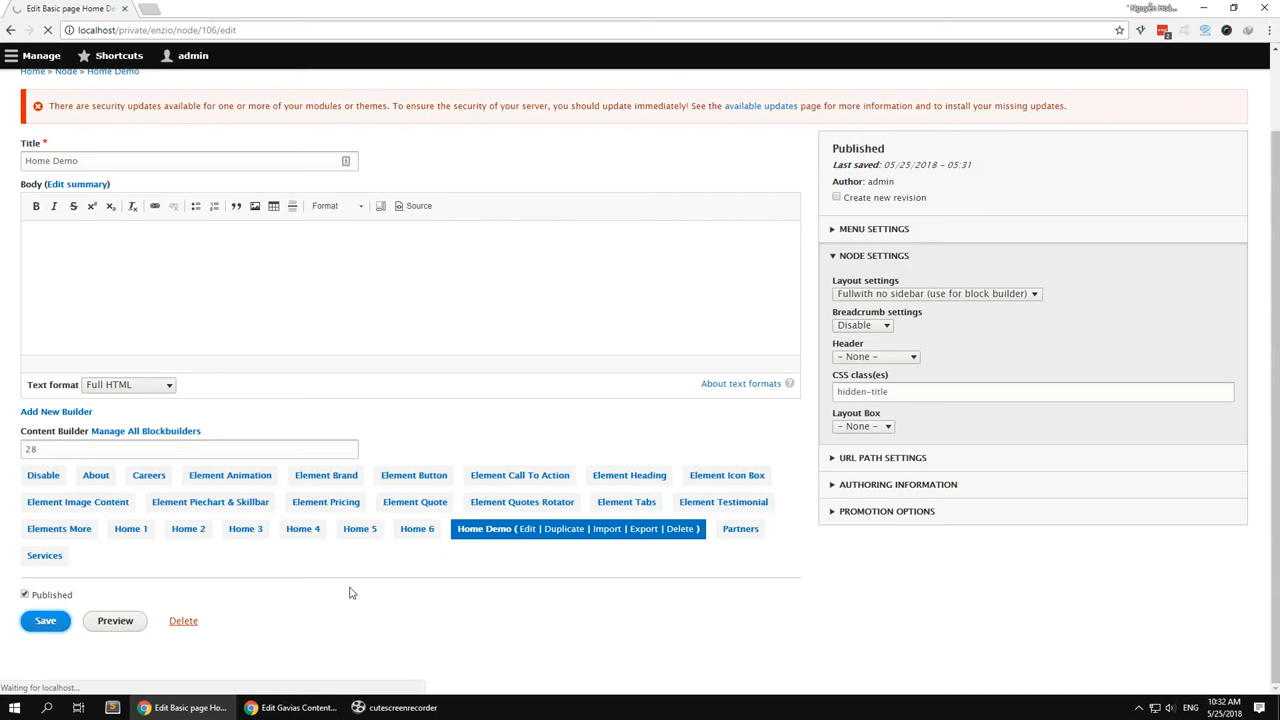 Edit Basic page Home D
localhost/private/enzio/node/106/edit
Manage Shortcuts admin
Home » Node » Home Demo
There are security updates available for one or more of your modules or themes. To ensure the security of your server, you should update immediately! See the available updates page for more information and to install your missing updates.
Title *
Home Demo
Body (Edit summary)
Format Source
Text format Full HTML
About text formats
Add New Builder
Content Builder Manage All Blockbuilders
28
Disable About Careers Element Animation Element Brand Element Button Element Call To Action Element Heading Element Icon Box
Element Image Content Element Piechart & Skillbar Element Pricing Element Quote Element Quotes Rotator Element Tabs Element Testimonial
Elements More Home 1 Home 2 Home 3 Home 4 Home 5 Home 6 Home Demo ( Edit | Duplicate | Import | Export | Delete ) Partners
Services
Published
Save Preview Delete
Published
Last saved: 05/25/2018 - 05:31
Author: admin
Create new revision
MENU SETTINGS
NODE SETTINGS
Layout settings
Fullwith no sidebar (use for block builder)
Breadcrumb settings
Disable
Header
- None -
CSS class(es)
hidden-title
Layout Box
- None -
URL PATH SETTINGS
AUTHORING INFORMATION
PROMOTION OPTIONS
Waiting for localhost...
Edit Basic page Ho...
Edit Gavias Content...
cutescreenrecorder
ENG
10:32 AM
5/25/2018